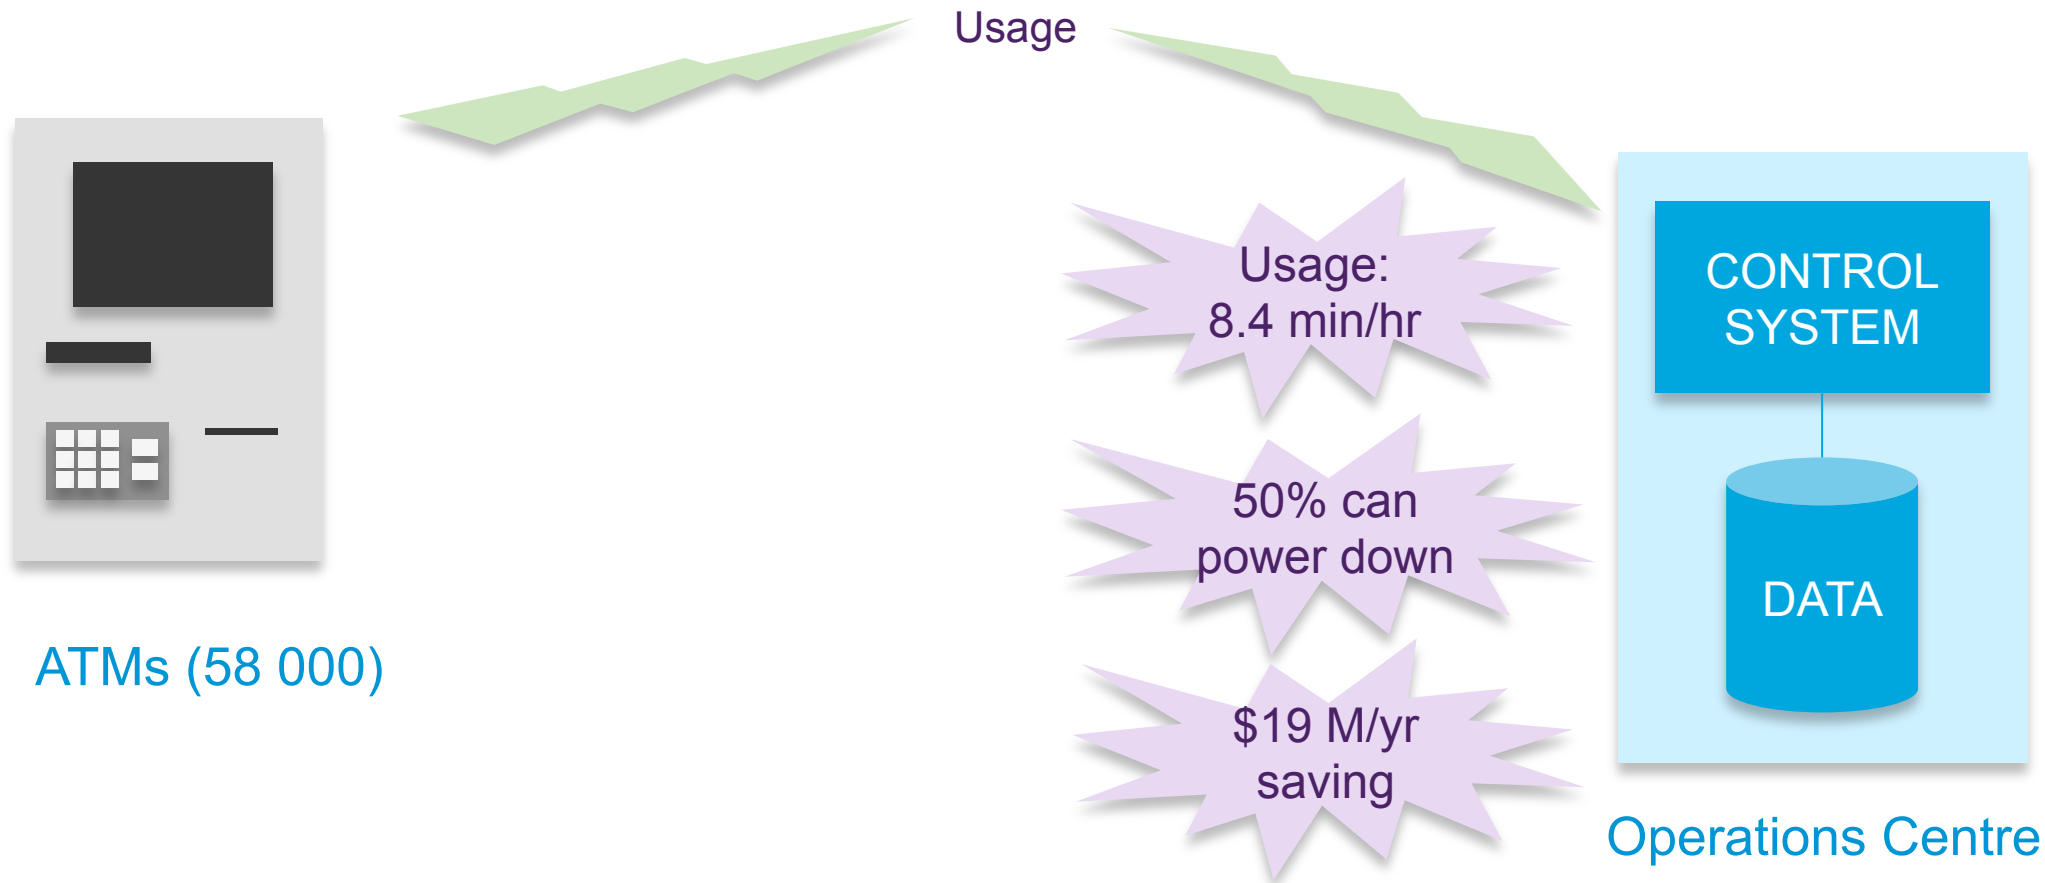 Usage
Usage:
8.4 min/hr
50% can
power down
$19 M/yr
saving
CONTROL
SYSTEM
DATA
ATMs (58 000)
Operations Centre